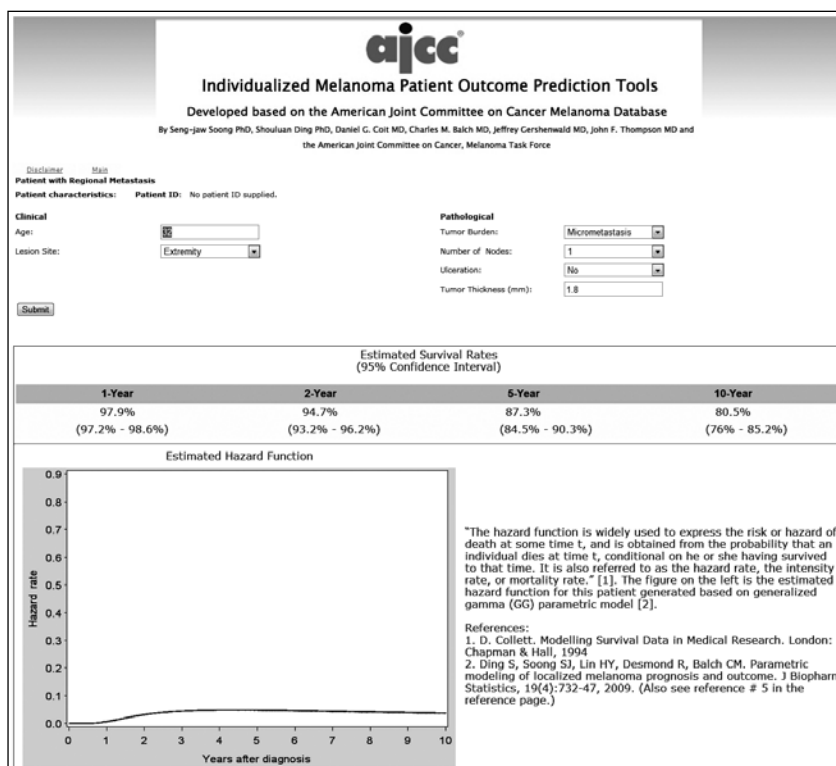 ajcc®
Individualized Melanoma Patient Outcome Prediction Tools
Developed based on the American Joint Committee on Cancer Melanoma Database
By Seng-jaw Soong PhD, Shouluan Ding PhD, Daniel G. Coit MD, Charles M. Balch MD, Jeffrey Gershenwald MD, John F. Thompson MD and
the American Joint Committee on Cancer, Melanoma Task Force
Disclaimer Main
Patient with Regional Metastasis
Patient characteristics: Patient ID: No patient ID supplied.
Clinical
Age:
Lesion Site: Extremity
Pathological
Tumor Burden: Micrometastasis
Number of Nodes: 1
Ulceration: No
Tumor Thickness (mm): 1.8
Submit
Estimated Survival Rates
(95% Confidence Interval)
1-Year 2-Year 5-Year 10-Year
97.9% 94.7% 87.3% 80.5%
(97.2% - 98.6%) (93.2% - 96.2%) (84.5% - 90.3%) (76% - 85.2%)
Estimated Hazard Function
0.9
0.8
0.7
0.6
0.5
0.4
0.3
0.2
0.1
0.0
Hazard rate
0 1 2 3 4 5 6 7 8 9 10
Years after diagnosis
"The hazard function is widely used to express the risk or hazard of
death at some time t, and is obtained from the probability that an
individual dies at time t, conditional on he or she having survived
to that time. It is also referred to as the hazard rate, the intensity
rate, or mortality rate." [1]. The figure on the left is the estimated
hazard function for this patient generated based on generalized
gamma (GG) parametric model [2].
References:
1. D. Collett. Modelling Survival Data in Medical Research. London:
Chapman & Hall, 1994
2. Ding S, Soong SJ, Lin HY, Desmond R, Balch CM. Parametric
modeling of localized melanoma prognosis and outcome. J Biopharm
Statistics, 19(4):732-47, 2009. (Also see reference # 5 in the
reference page.)